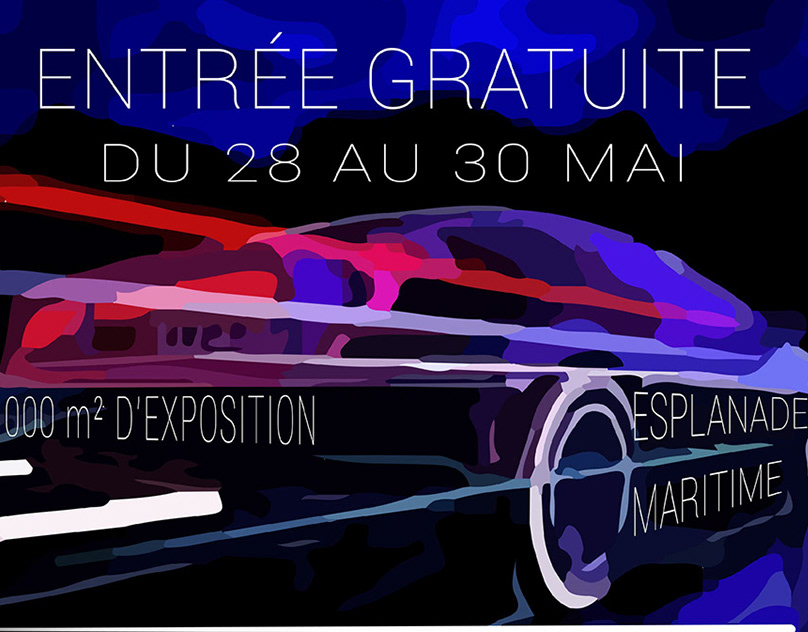 ENTRÉE GRATUITE
DU 28 AU 30 MAI
000 m² D'EXPOSITION
ESPLANADE
MARITIME